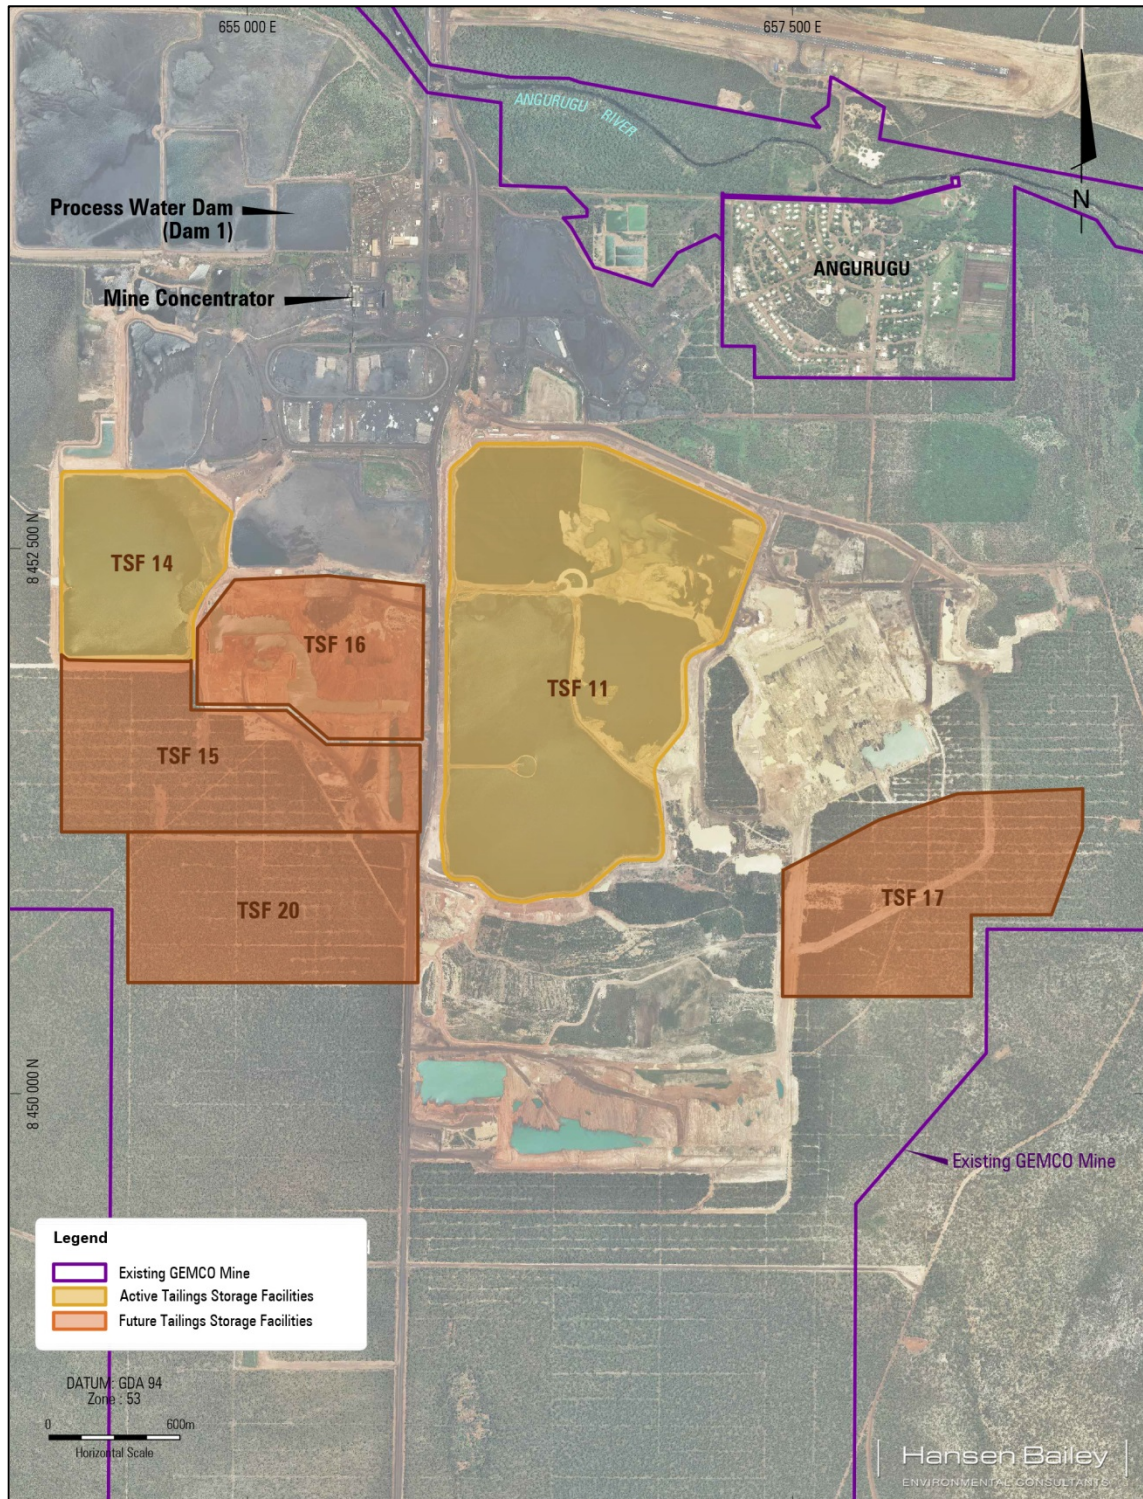 655 000 E
657 500 E
ANGURUGU RIVER
N
Process Water Dam
(Dam 1)
ANGURUGU
Mine Concentrator
8 452 500 N
TSF 14
TSF 16
TSF 11
TSF 15
TSF 17
TSF 20
8 450 000 N
Existing GEMCO Mine
Legend
Existing GEMCO Mine
Active Tailings Storage Facilities
Future Tailings Storage Facilities
DATUM: GDA 94
Zone : 53
0 600m
Horizontal Scale
Hansen Bailey
ENVIRONMENTAL CONSULTANTS